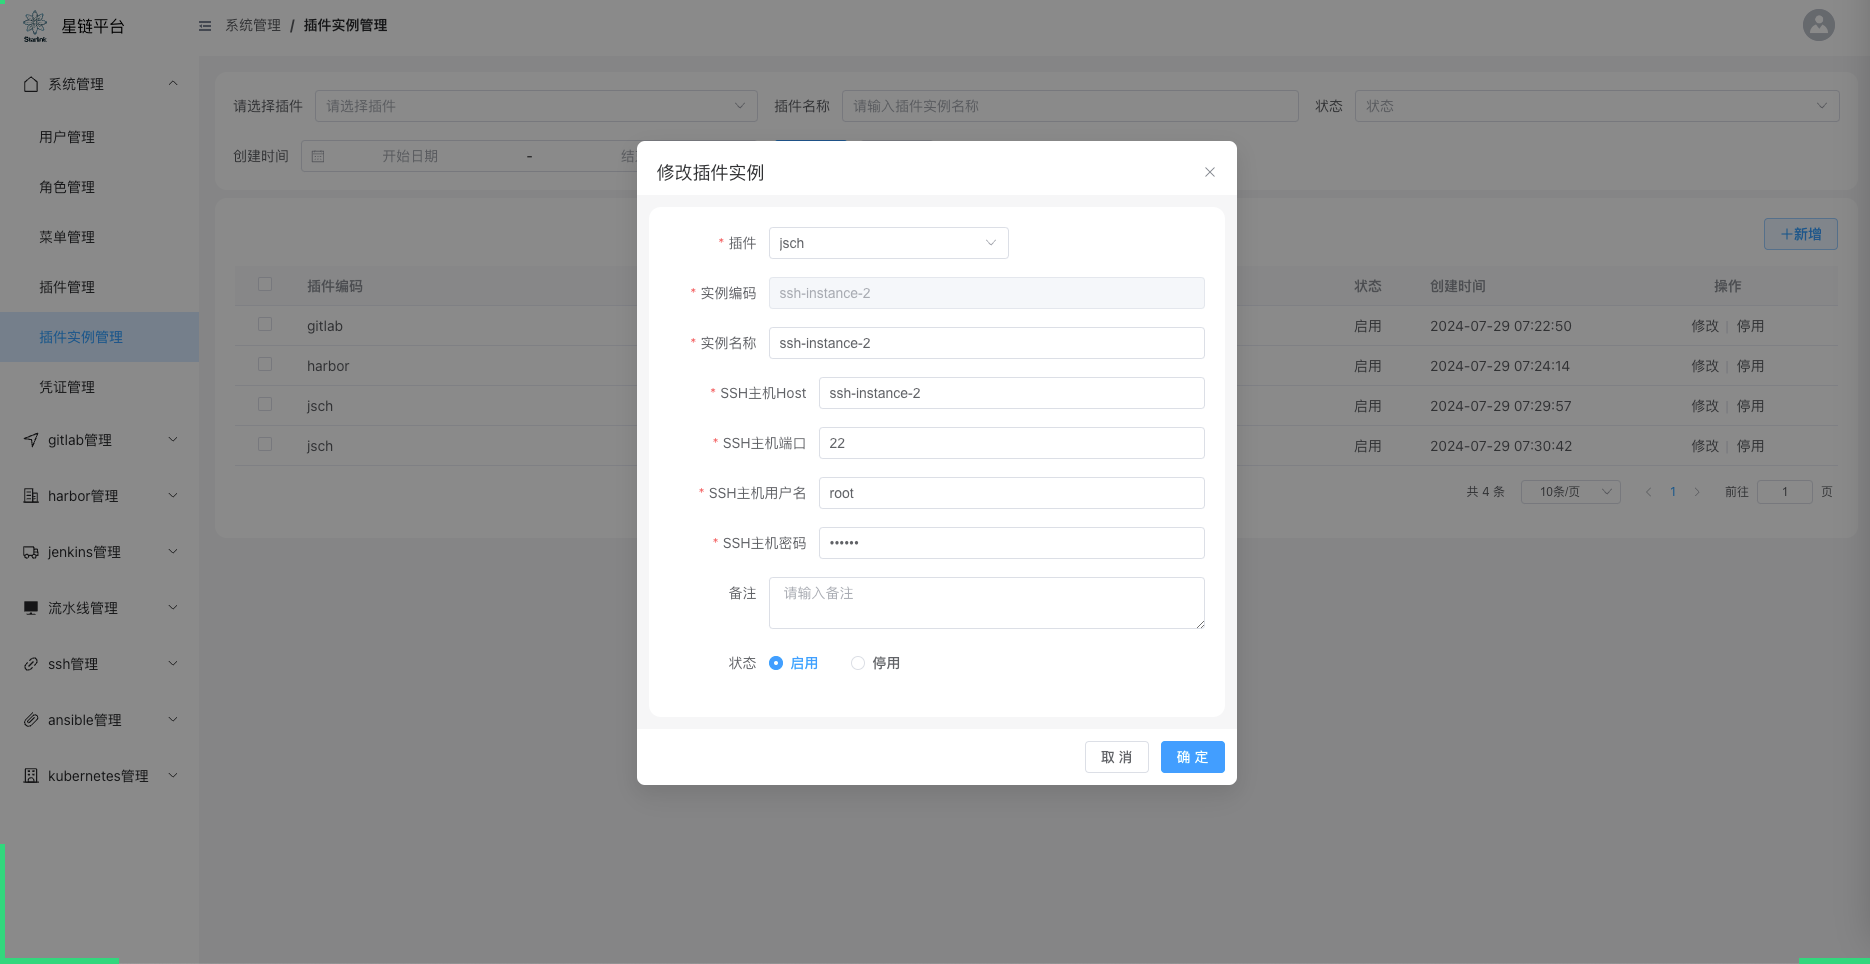 Starlink
星链平台
系统管理 / 插件实例管理
系统管理
用户管理
角色管理
菜单管理
插件管理
插件实例管理
凭证管理
gitlab管理
harbor管理
jenkins管理
流水线管理
ssh管理
ansible管理
kubernetes管理
请选择插件 请选择插件 插件名称 请输入插件实例名称 状态 状态
创建时间 开始日期 -
+新增
插件编码 状态 创建时间 操作
gitlab 启用 2024-07-29 07:22:50 修改 | 停用
harbor 启用 2024-07-29 07:24:14 修改 | 停用
jsch 启用 2024-07-29 07:29:57 修改 | 停用
jsch 启用 2024-07-29 07:30:42 修改 | 停用
共 4 条 10条/页 1 前往 1 页
修改插件实例
* 插件 jsch
* 实例编码 ssh-instance-2
* 实例名称 ssh-instance-2
* SSH主机Host ssh-instance-2
* SSH主机端口 22
* SSH主机用户名 root
* SSH主机密码 ••••••
备注 请输入备注
状态 启用 停用
取 消 确 定